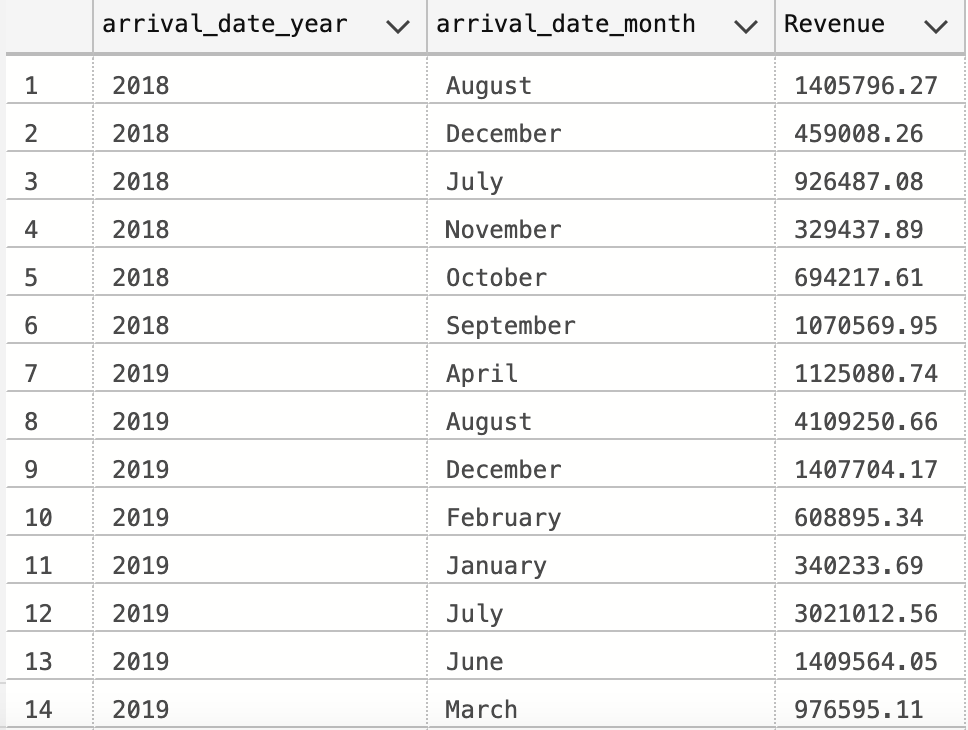 arrival_date_year arrival_date_month Revenue
1 2018 August 1405796.27
2 2018 December 459008.26
3 2018 July 926487.08
4 2018 November 329437.89
5 2018 October 694217.61
6 2018 September 1070569.95
7 2019 April 1125080.74
8 2019 August 4109250.66
9 2019 December 1407704.17
10 2019 February 608895.34
11 2019 January 340233.69
12 2019 July 3021012.56
13 2019 June 1409564.05
14 2019 March 976595.11